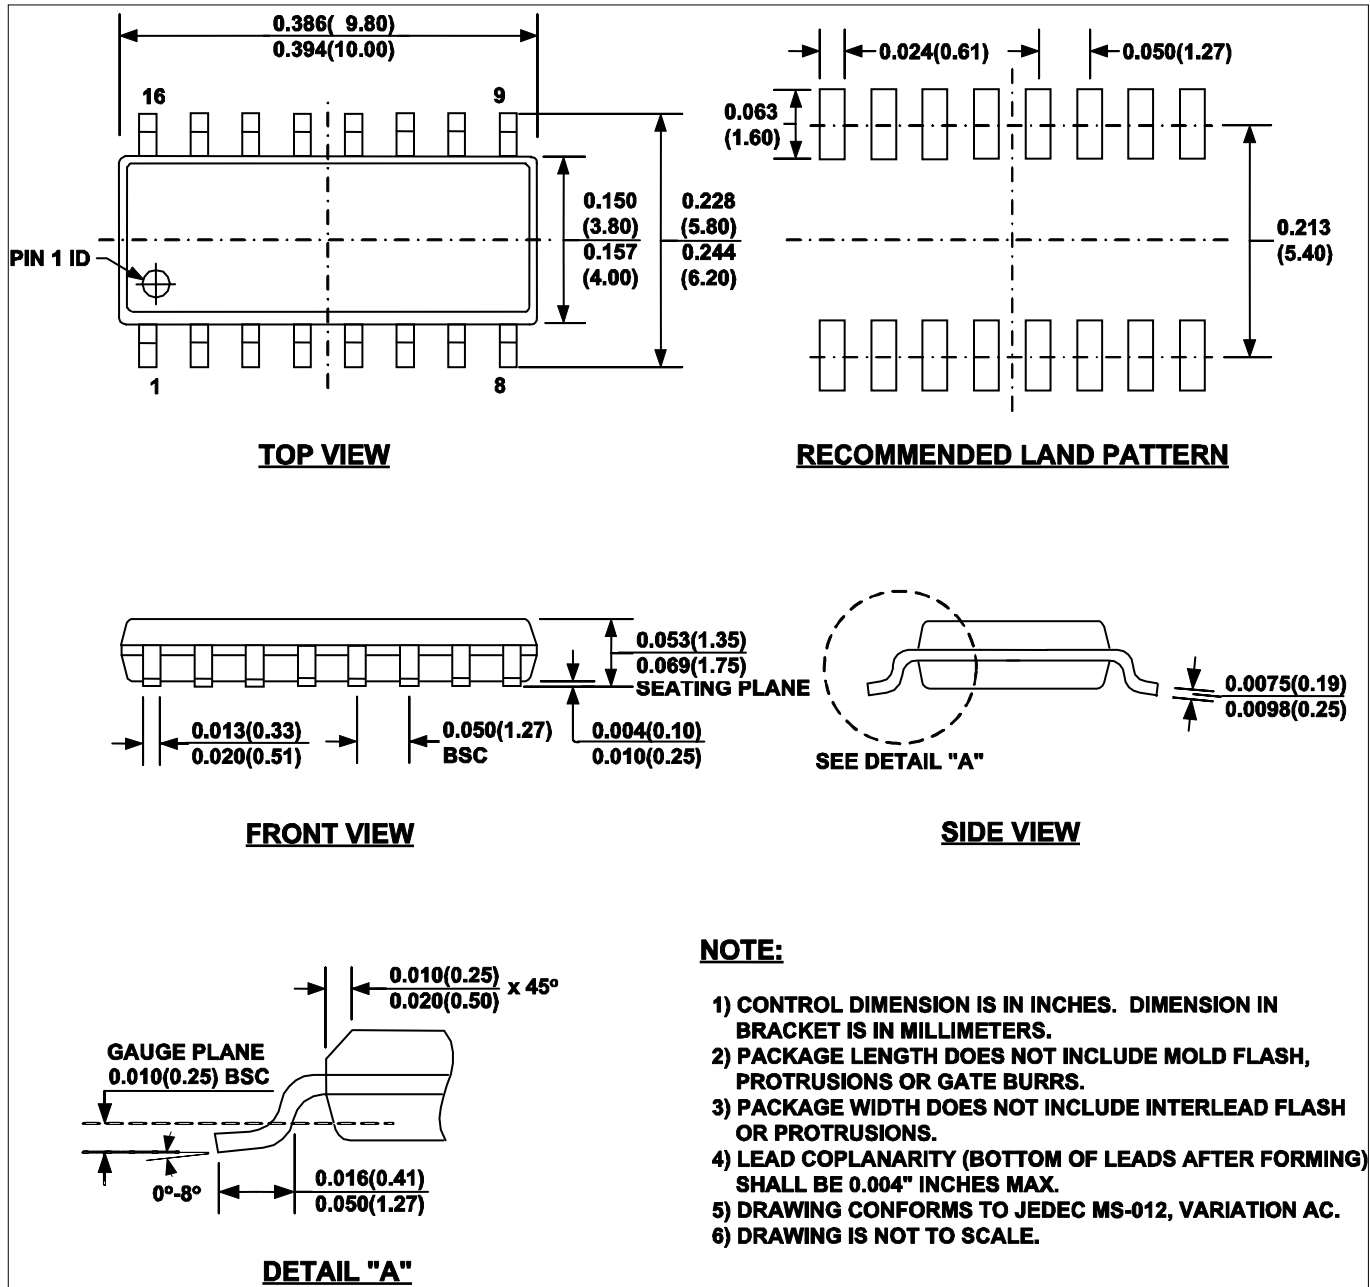 0.386( 9.80)
0.394(10.00)
16
9
PIN 1 ID
0.150
(3.80)
0.157
(4.00)
0.228
(5.80)
0.244
(6.20)
1
8
TOP VIEW
0.024(0.61)
0.050(1.27)
0.063
(1.60)
0.213
(5.40)
RECOMMENDED LAND PATTERN
0.053(1.35)
0.069(1.75)
SEATING PLANE
0.013(0.33)
0.020(0.51)
0.050(1.27)
BSC
0.004(0.10)
0.010(0.25)
FRONT VIEW
0.0075(0.19)
0.0098(0.25)
SEE DETAIL "A"
SIDE VIEW
0.010(0.25)
0.020(0.50)
x 45º
GAUGE PLANE
0.010(0.25) BSC
0º-8º
0.016(0.41)
0.050(1.27)
DETAIL "A"
NOTE:
1) CONTROL DIMENSION IS IN INCHES. DIMENSION IN
BRACKET IS IN MILLIMETERS.
2) PACKAGE LENGTH DOES NOT INCLUDE MOLD FLASH,
PROTRUSIONS OR GATE BURRS.
3) PACKAGE WIDTH DOES NOT INCLUDE INTERLEAD FLASH
OR PROTRUSIONS.
4) LEAD COPLANARITY (BOTTOM OF LEADS AFTER FORMING)
SHALL BE 0.004" INCHES MAX.
5) DRAWING CONFORMS TO JEDEC MS-012, VARIATION AC.
6) DRAWING IS NOT TO SCALE.